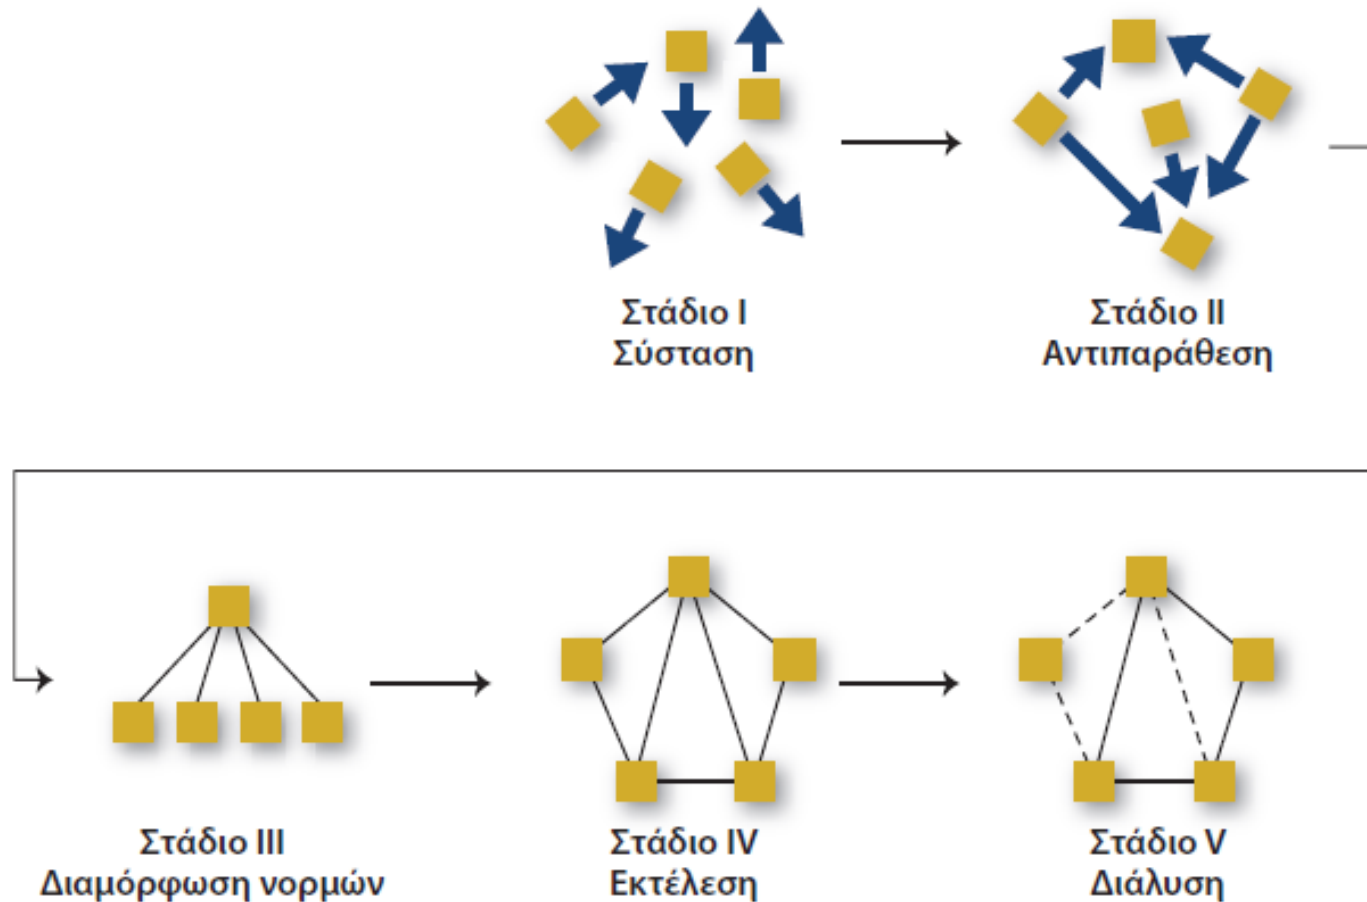 Στάδιο I
Σύσταση
Στάδιο II
Αντιπαράθεση
Στάδιο III
Διαμόρφωση νορμών
Στάδιο IV
Εκτέλεση
Στάδιο V
Διάλυση